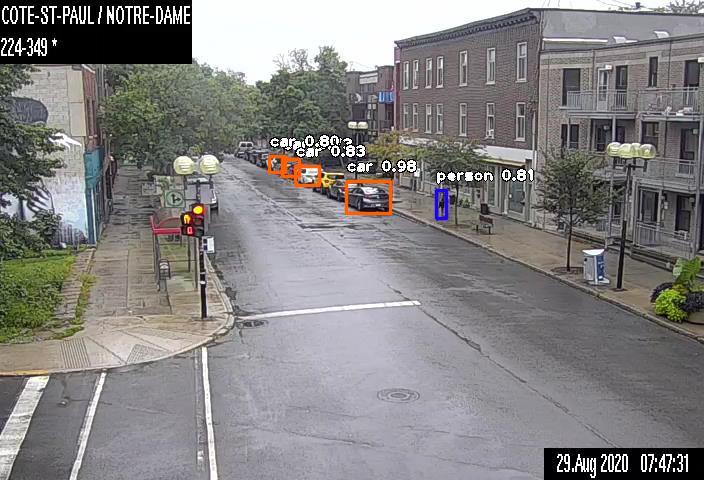 COTE-ST-PAUL / NOTRE-DAME
224-349 *
car 0.80
car 0.83
car 0.98
person 0.81
29.Aug 2020 07:47:31